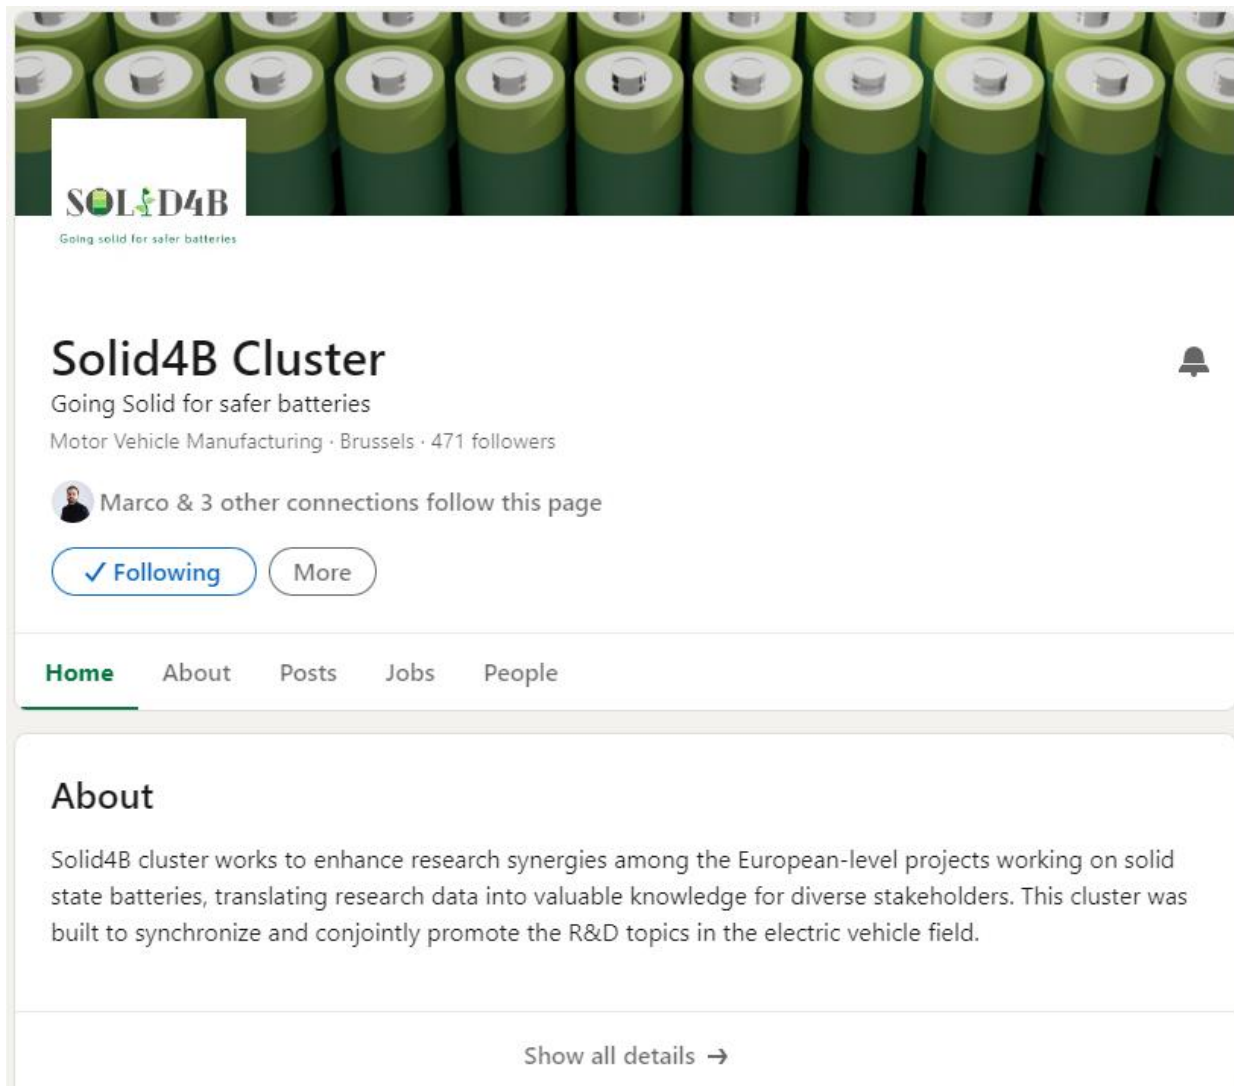 SOLID4B
Going solid for safer batteries
Solid4B Cluster
Going Solid for safer batteries
Motor Vehicle Manufacturing · Brussels · 471 followers
Marco & 3 other connections follow this page
✓ Following More
Home About Posts Jobs People
About
Solid4B cluster works to enhance research synergies among the European-level projects working on solid
state batteries, translating research data into valuable knowledge for diverse stakeholders. This cluster was
built to synchronize and conjointly promote the R&D topics in the electric vehicle field.
Show all details →